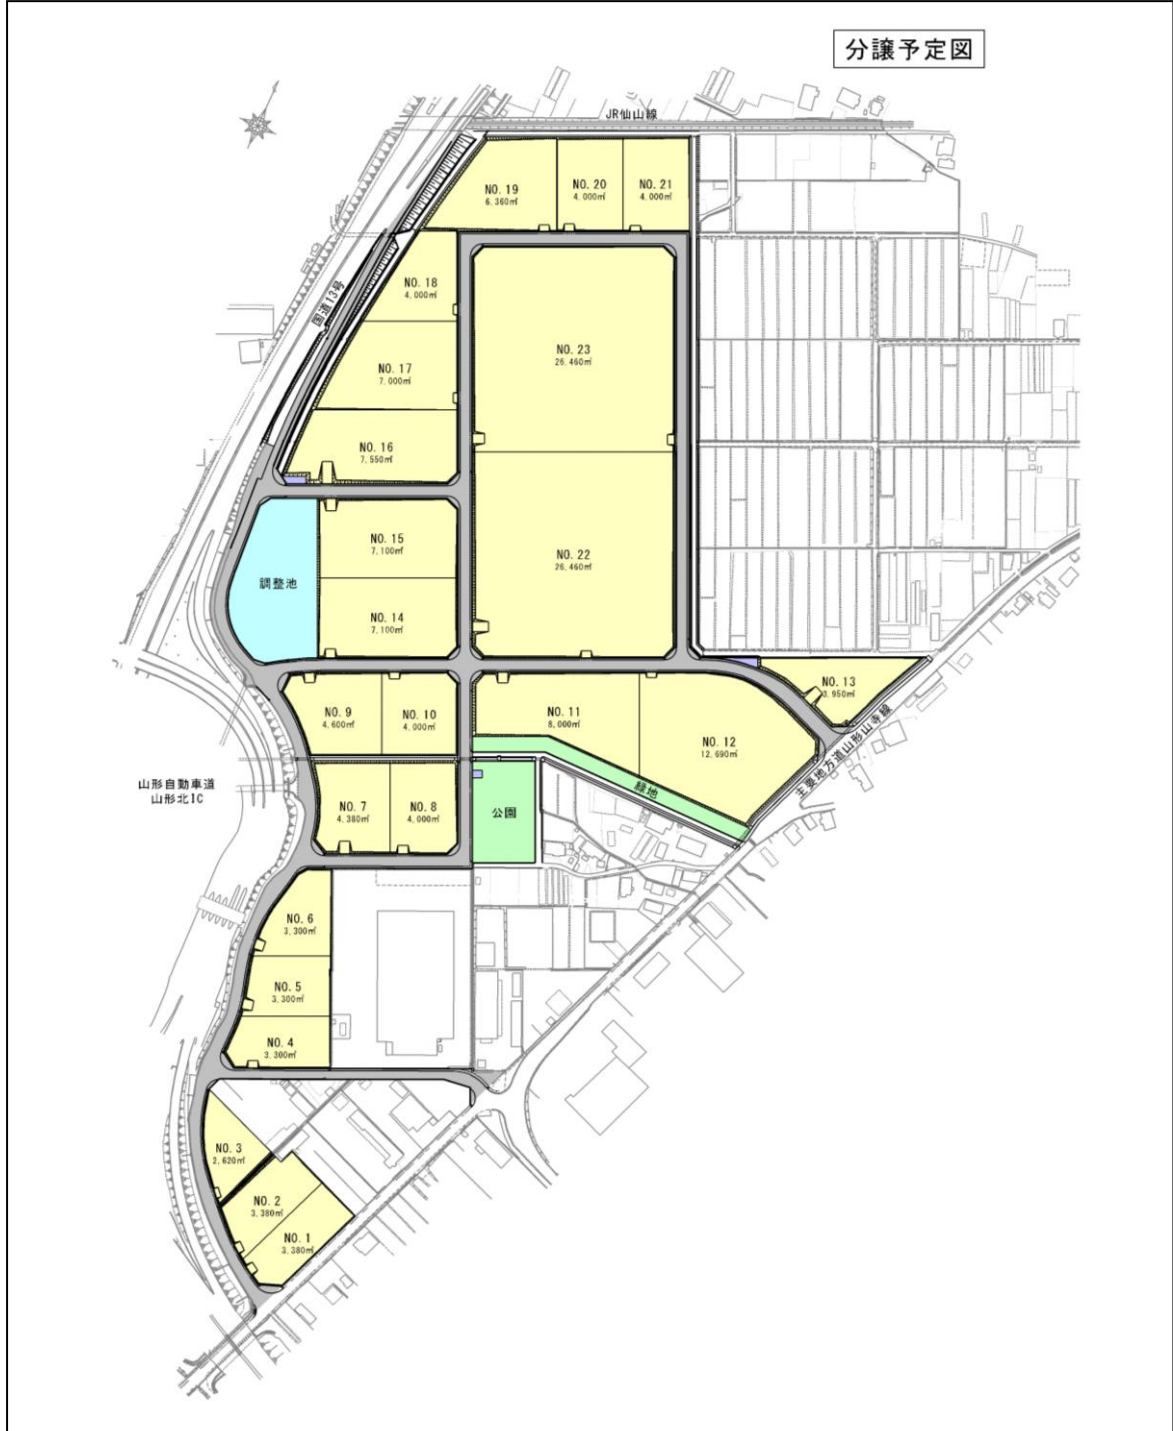 分譲予定図
JR仙山線
NO. 19
6,360㎡
NO. 20
4,000㎡
NO. 21
4,000㎡
国道13号
NO. 18
4,000㎡
NO. 17
7,000㎡
NO. 16
7,550㎡
NO. 23
26,460㎡
NO. 22
26,460㎡
NO. 15
7,100㎡
調整池
NO. 14
7,100㎡
NO. 13
3,950㎡
NO. 9
4,600㎡
NO. 10
4,000㎡
NO. 11
8,000㎡
NO. 12
12,690㎡
主要地方道山形山寺線
山形自動車道
山形北IC
NO. 7
4,380㎡
NO. 8
4,000㎡
公園
緑地
NO. 6
3,300㎡
NO. 5
3,300㎡
NO. 4
3,300㎡
NO. 3
2,620㎡
NO. 2
3,380㎡
NO. 1
3,380㎡